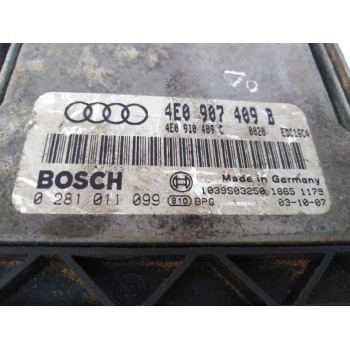 70
4E0 907 409 B
4E0 910 409 C 0020 EDC16C4
BOSCH
Made in Germany
0 281 011 099
1039S03250 1865 1179
810 BPG
03-10-07